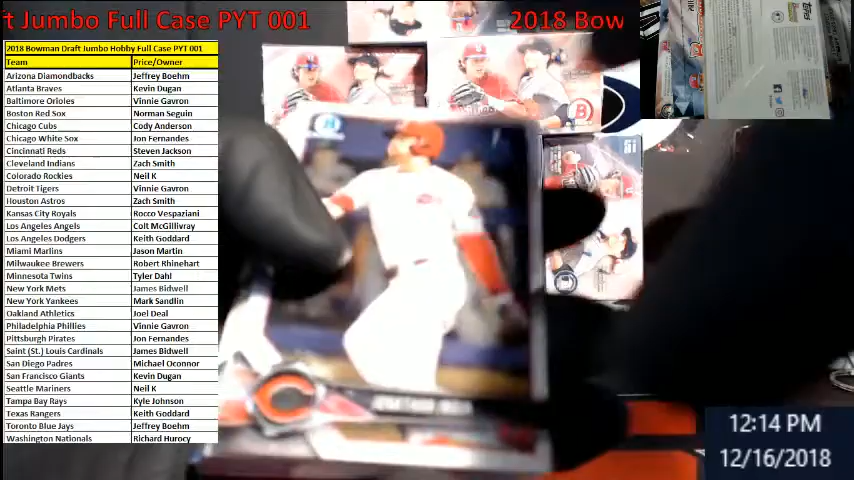 t Jumbo Full Case PYT 001
2018 Bow
2018 Bowman Draft Jumbo Hobby Full Case PYT 001
Team Price/Owner
Arizona Diamondbacks Jeffrey Boehm
Atlanta Braves Kevin Dugan
Baltimore Orioles Vinnie Gavron
Boston Red Sox Norman Seguin
Chicago Cubs Cody Anderson
Chicago White Sox Jon Fernandes
Cincinnati Reds Steven Jackson
Cleveland Indians Zach Smith
Colorado Rockies Neil K
Detroit Tigers Vinnie Gavron
Houston Astros Zach Smith
Kansas City Royals Rocco Vespaziani
Los Angeles Angels Colt McGillivray
Los Angeles Dodgers Keith Goddard
Miami Marlins Jason Martin
Milwaukee Brewers Robert Rhinehart
Minnesota Twins Tyler Dahl
New York Mets James Bidwell
New York Yankees Mark Sandlin
Oakland Athletics Joel Deal
Philadelphia Phillies Vinnie Gavron
Pittsburgh Pirates Jon Fernandes
Saint (St.) Louis Cardinals James Bidwell
San Diego Padres Michael Oconnor
San Francisco Giants Kevin Dugan
Seattle Mariners Neil K
Tampa Bay Rays Kyle Johnson
Texas Rangers Keith Goddard
Toronto Blue Jays Jeffrey Boehm
Washington Nationals Richard Hurocy
topps
12:14 PM
12/16/2018